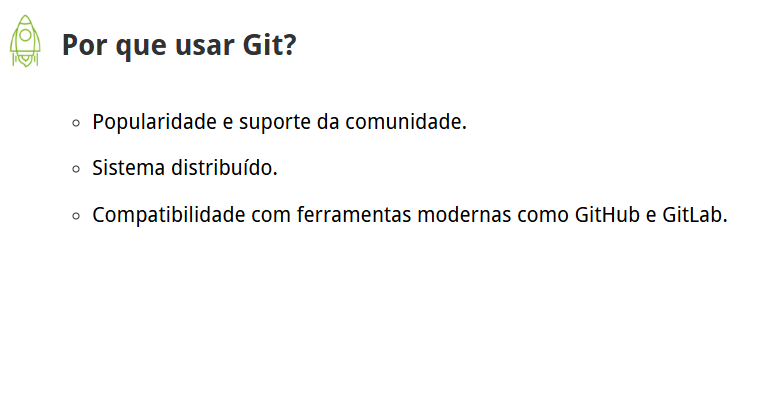 Por que usar Git?
Popularidade e suporte da comunidade.
Sistema distribuído.
Compatibilidade com ferramentas modernas como GitHub e GitLab.